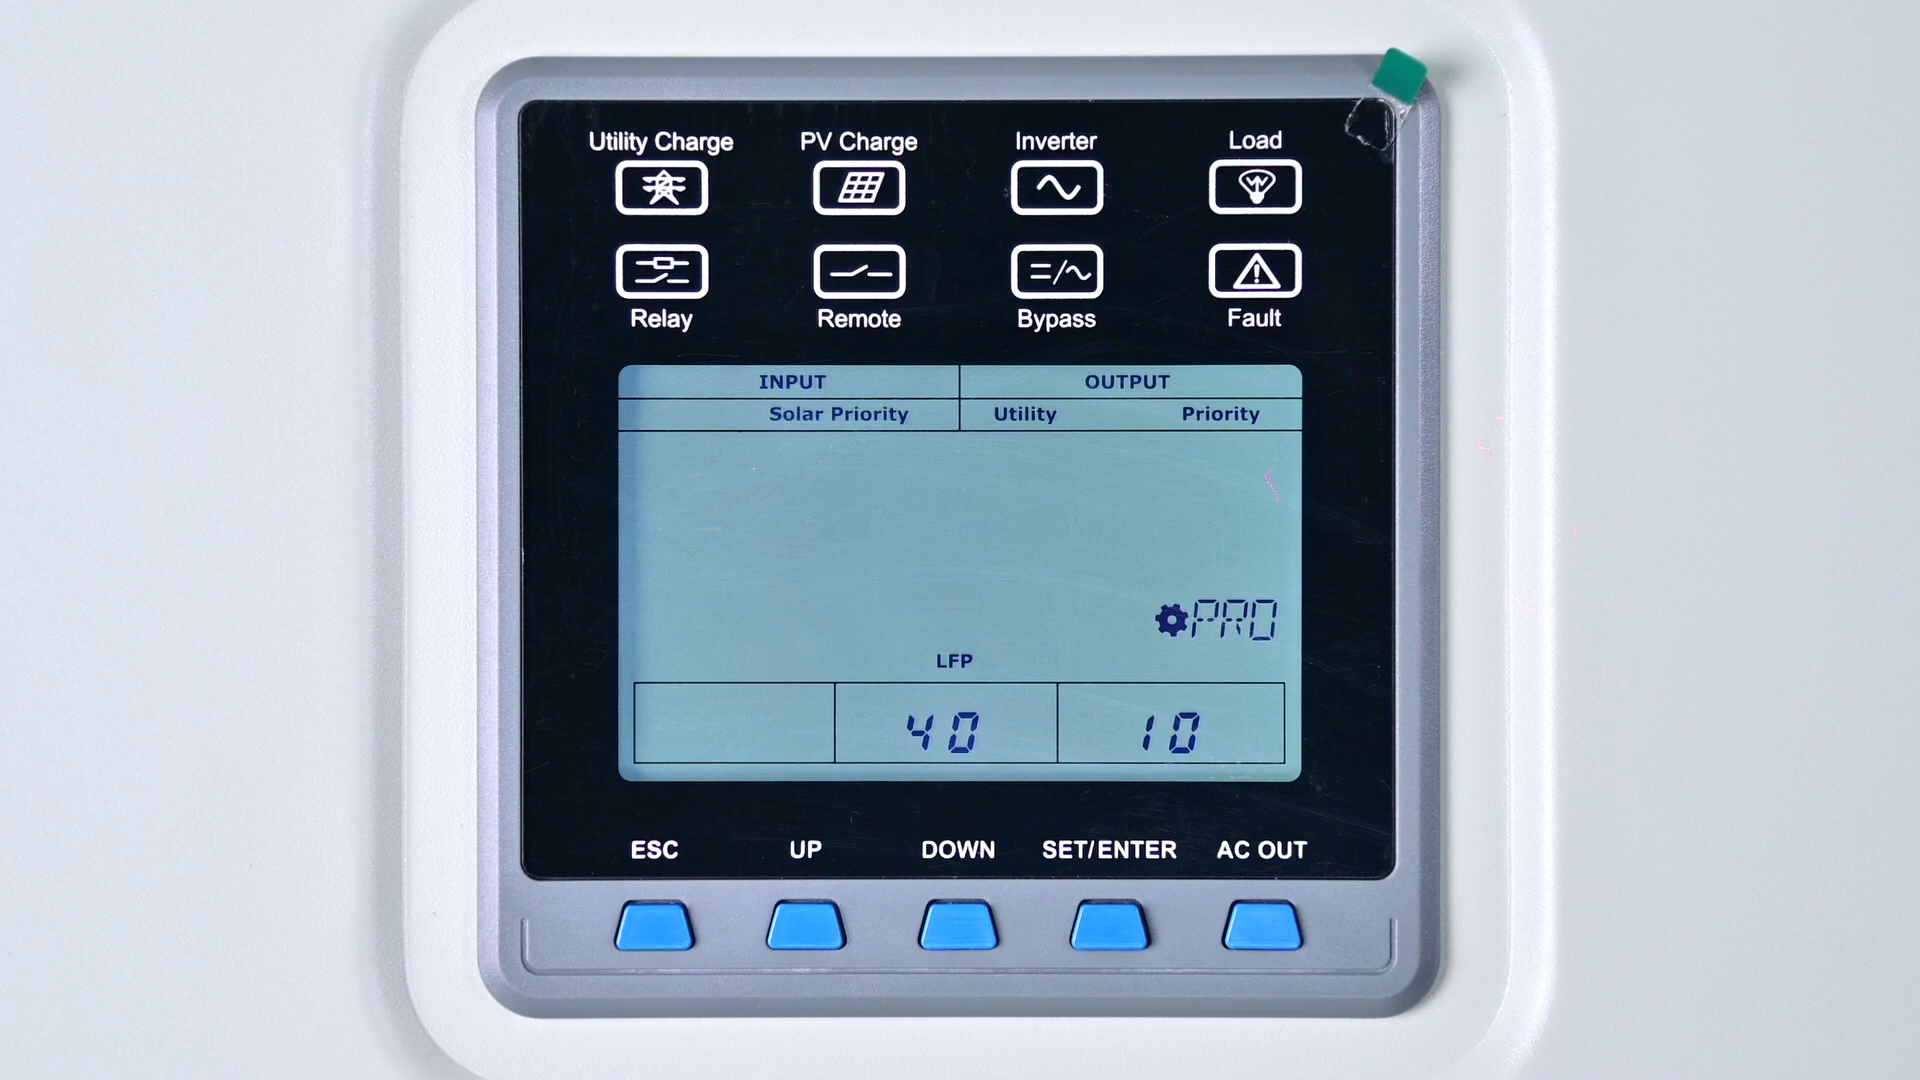 Utility Charge PV Charge Inverter Load
Relay Remote Bypass Fault
INPUT OUTPUT
Solar Priority Utility Priority
PRO
LFP
40 10
ESC UP DOWN SET/ENTER AC OUT